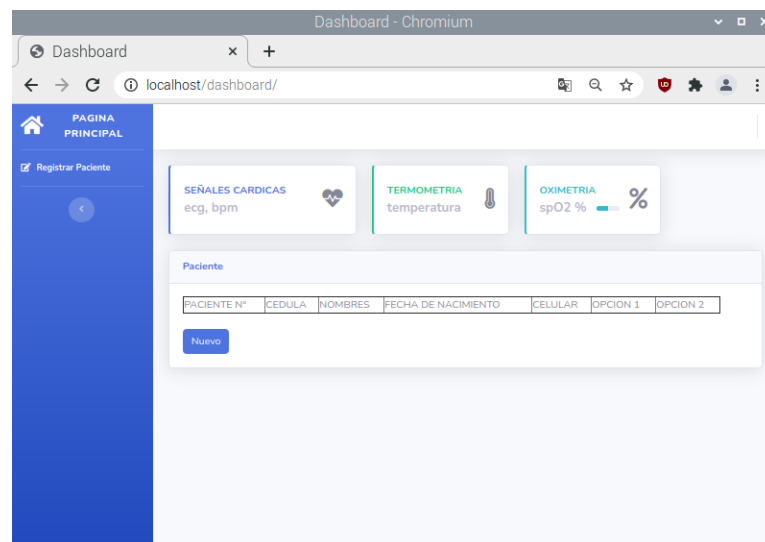 Dashboard - Chromium
Dashboard
localhost/dashboard/
PAGINA
PRINCIPAL
Registrar Paciente
SEÑALES CARDICAS
ecg, bpm
TERMOMETRIA
temperatura
OXIMETRIA
spO2 %
%
Paciente
PACIENTE N° CEDULA NOMBRES FECHA DE NACIMIENTO CELULAR OPCION 1 OPCION 2
Nuevo